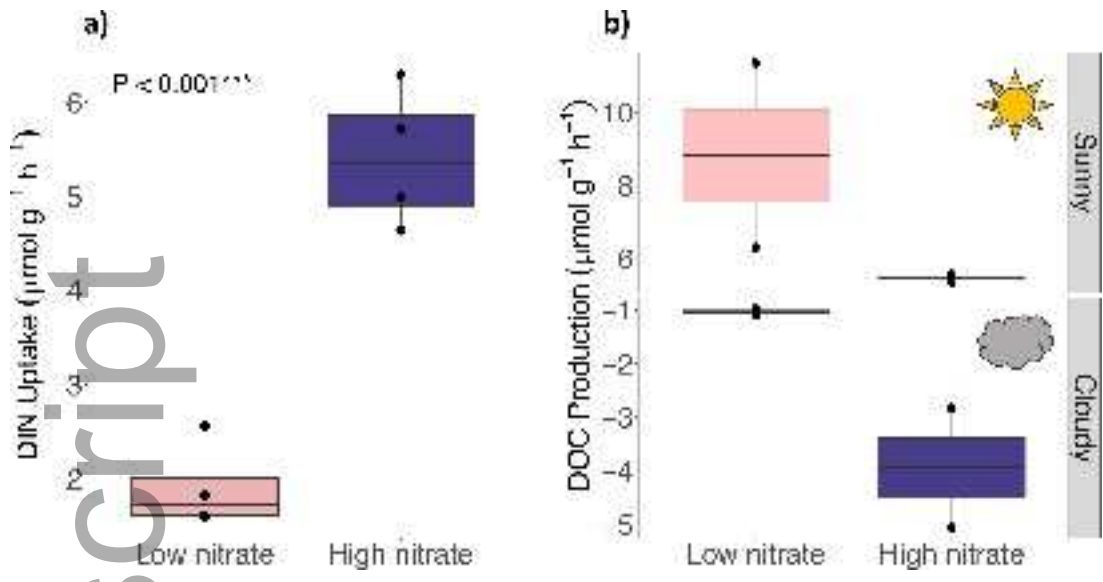 a)
P < 0.001***
DIN Uptake (µmol g⁻¹ h⁻¹)
6
5
4
3
2
Low nitrate
High nitrate
b)
DOC Production (µmol g⁻¹ h⁻¹)
10
8
6
−1
−2
−3
−4
5
Low nitrate
High nitrate
Sunny
Cloudy
script